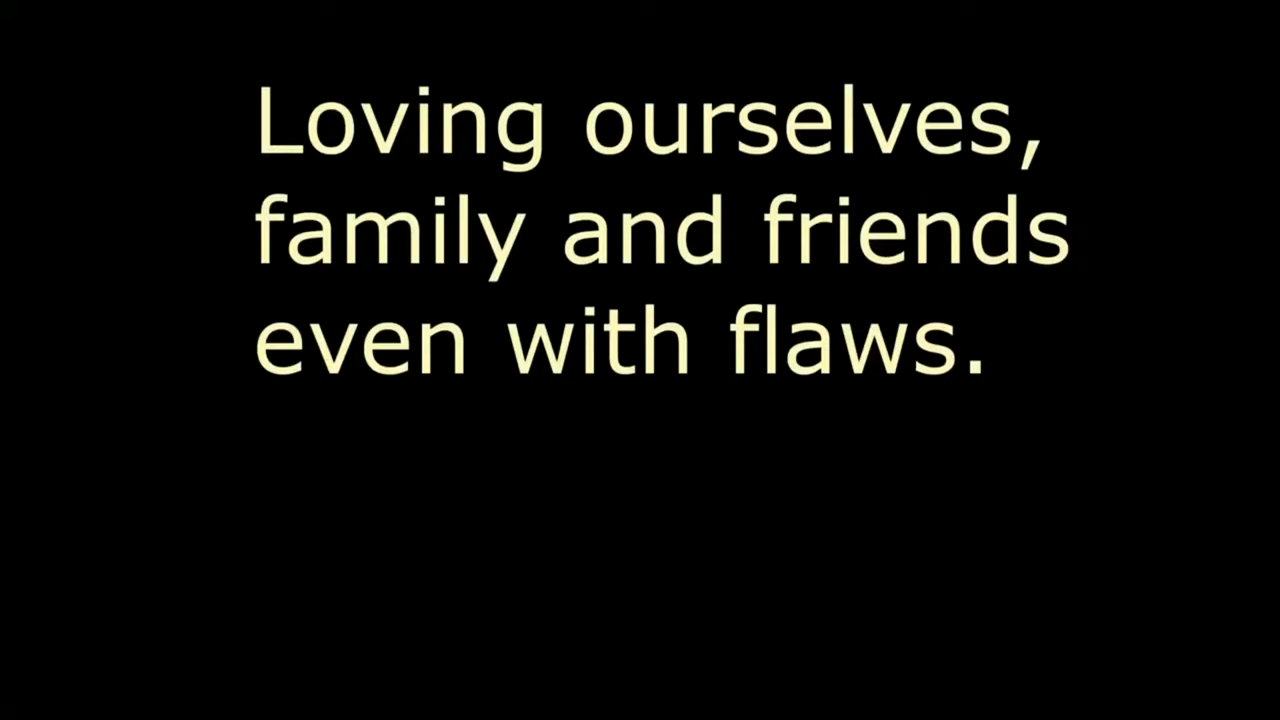 Loving ourselves,
family and friends
even with flaws.